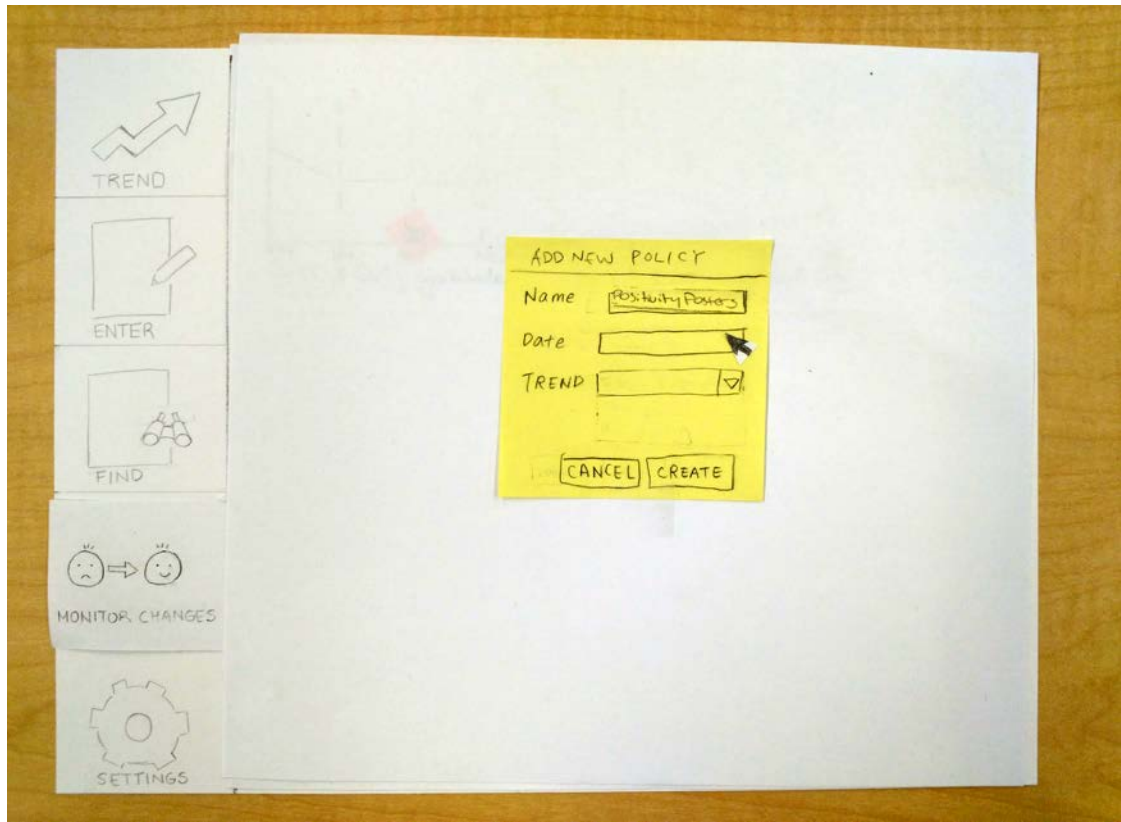 TREND
ENTER
FIND
MONITOR CHANGES
SETTINGS
ADD NEW POLICY
Name Positivity Posters
Date
TREND
CANCEL CREATE